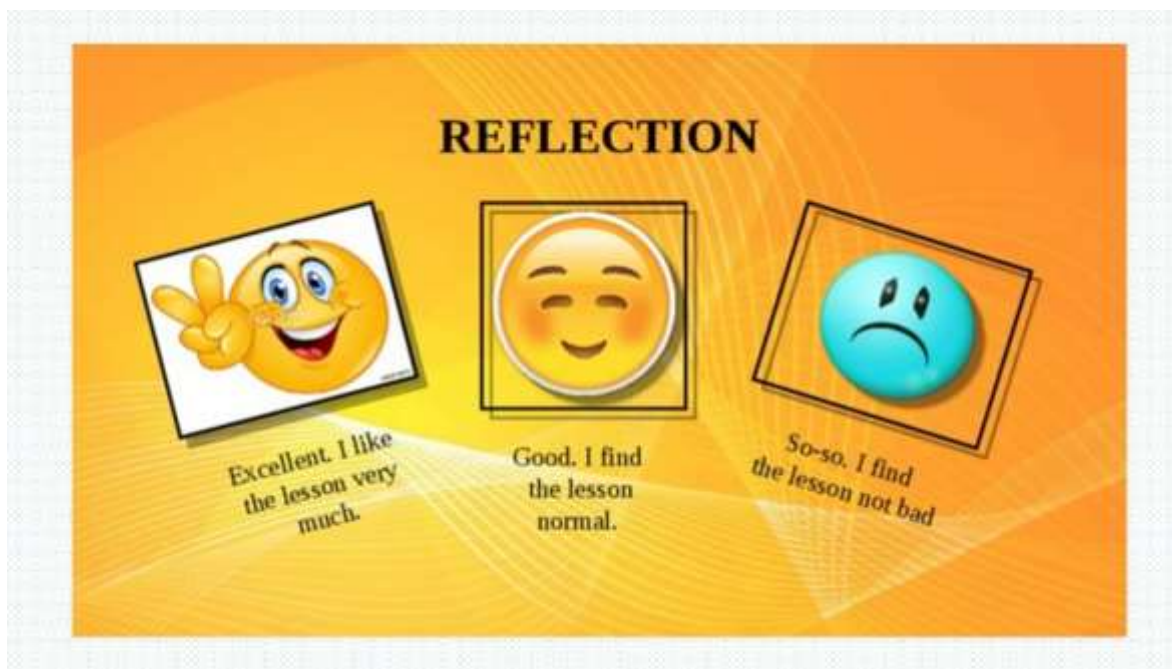 REFLECTION
Excellent. I like
the lesson very
much.
Good. I find
the lesson
normal.
So-so. I find
the lesson not bad